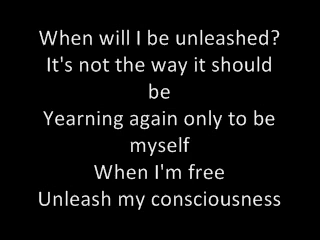 When will I be unleashed?
It's not the way it should
be
Yearning again only to be
myself
When I'm free
Unleash my consciousness